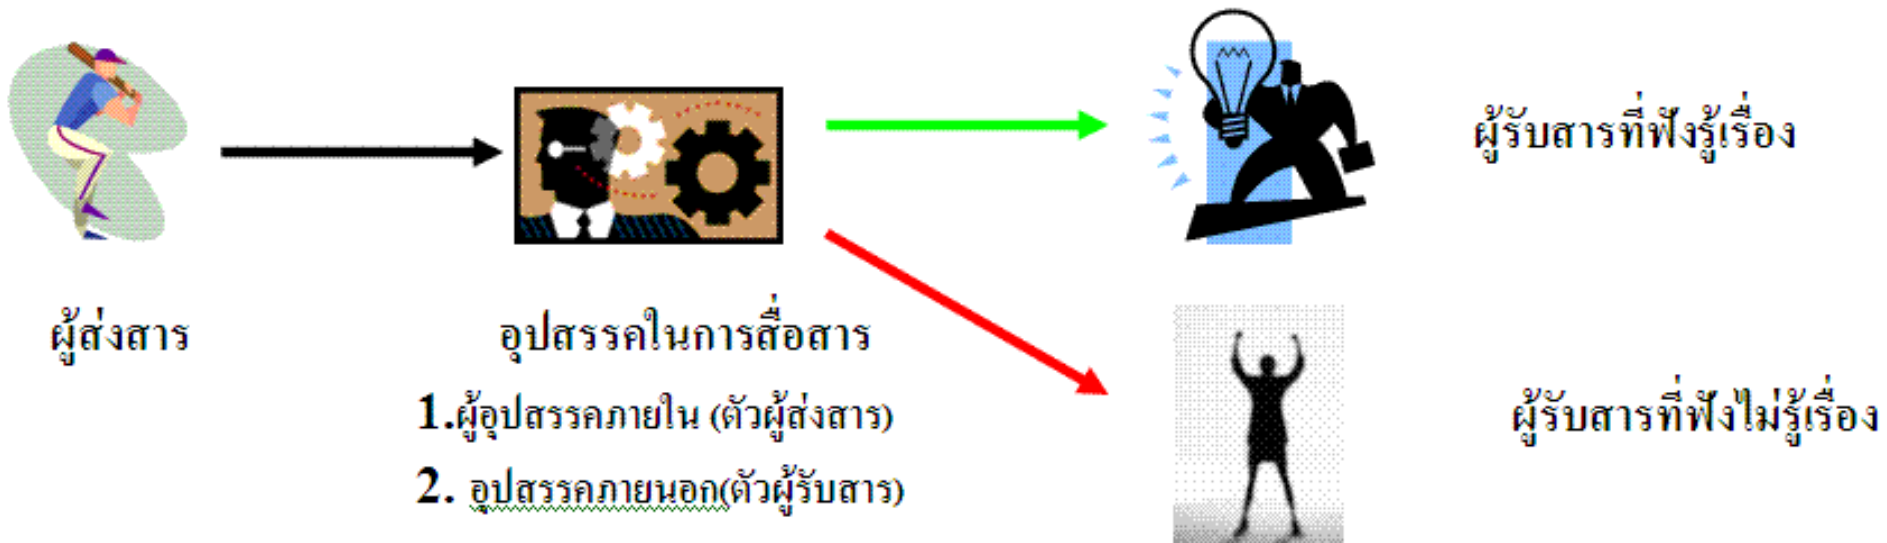 ผู้ส่งสาร
อุปสรรคในการสื่อสาร
1.ผู้อุปสรรคภายใน (ตัวผู้ส่งสาร)
2. อุปสรรคภายนอก(ตัวผู้รับสาร)
ผู้รับสารที่ฟังรู้เรื่อง
ผู้รับสารที่ฟังไม่รู้เรื่อง